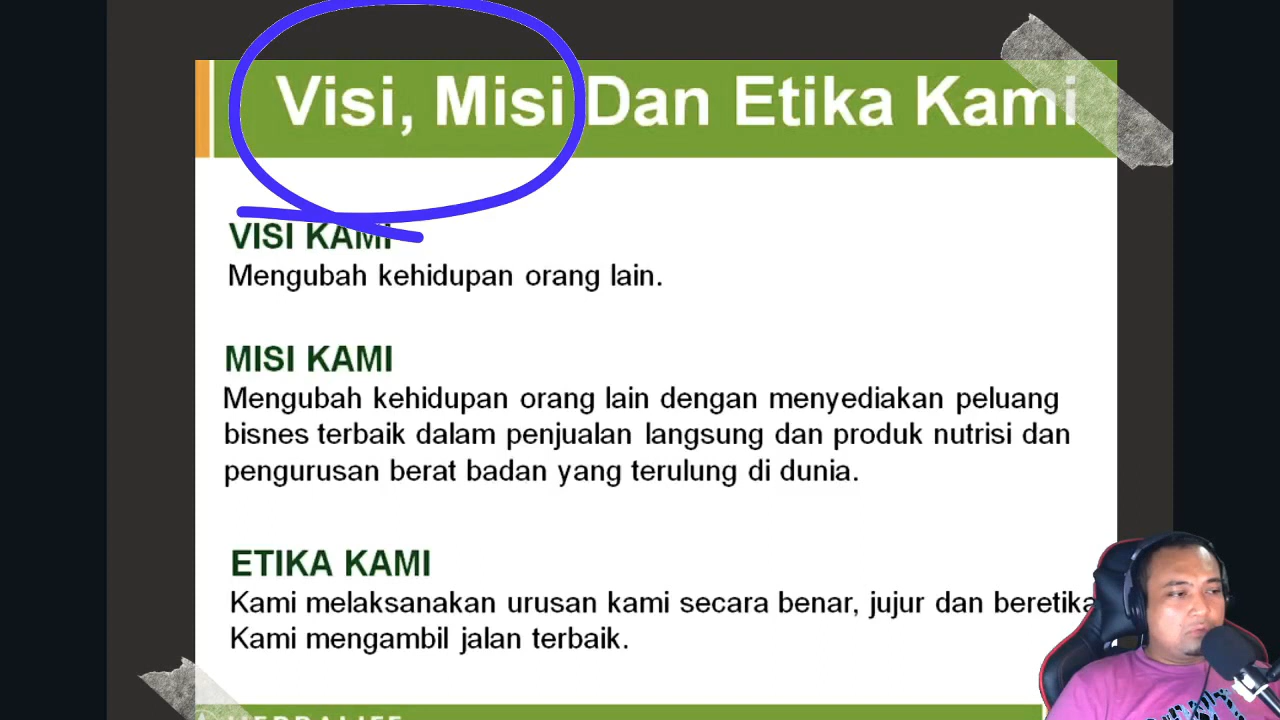 Visi, Misi Dan Etika Kami
VISI KAMI
Mengubah kehidupan orang lain.
MISI KAMI
Mengubah kehidupan orang lain dengan menyediakan peluang
bisnes terbaik dalam penjualan langsung dan produk nutrisi dan
pengurusan berat badan yang terulung di dunia.
ETIKA KAMI
Kami melaksanakan urusan kami secara benar, jujur dan beretika
Kami mengambil jalan terbaik.
HERBALIFE